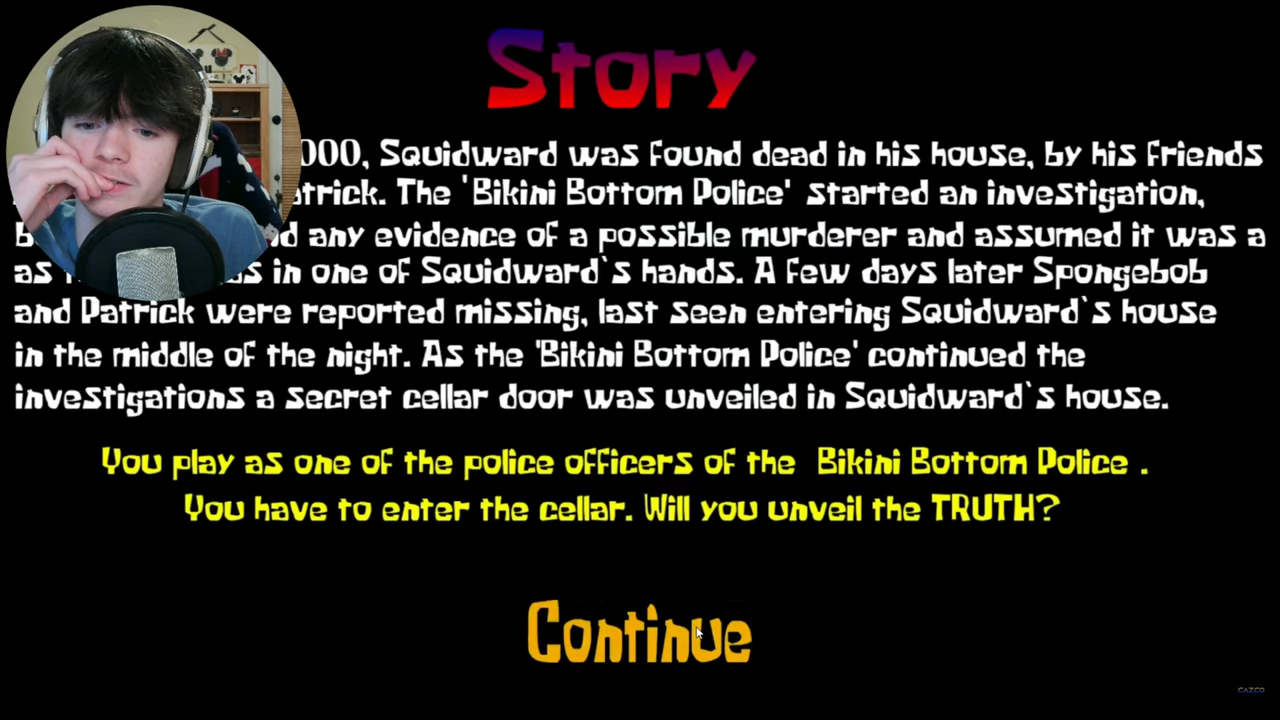 Story
000, Squidward was found dead in his house, by his friends
atrick. The 'Bikini Bottom Police' started an investigation,
any evidence of a possible murderer and assumed it was a
as in one of Squidward`s hands. A few days later Spongebob
and Patrick were reported missing, last seen entering Squidward`s house
in the middle of the night. As the 'Bikini Bottom Police' continued the
investigations a secret cellar door was unveiled in Squidward`s house.
You play as one of the police officers of the Bikini Bottom Police .
You have to enter the cellar. Will you unveil the TRUTH?
Continue
CAZCO